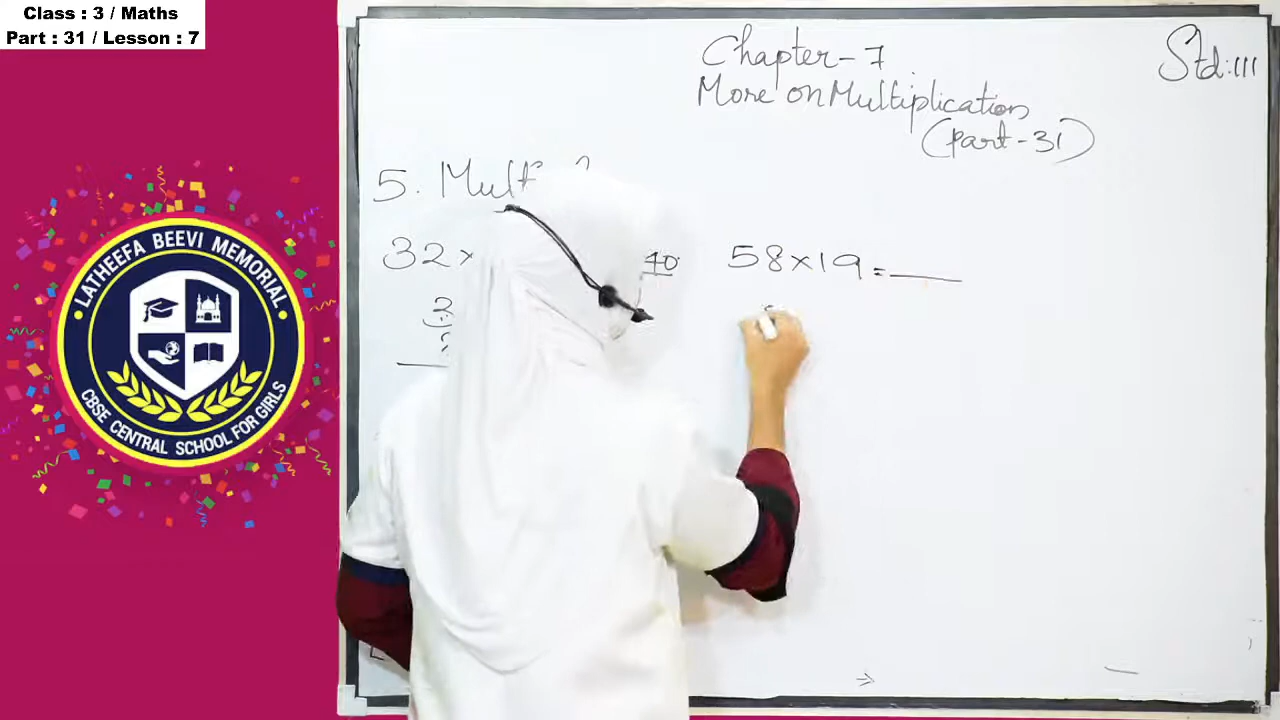 Class : 3 / Maths
Part : 31 / Lesson : 7
LATHEEFA BEEVI MEMORIAL
CBSE CENTRAL SCHOOL FOR GIRLS
Chapter-7
Std:III
More on Multiplication
(part-31)
5. Mult
32×
40
58×19=